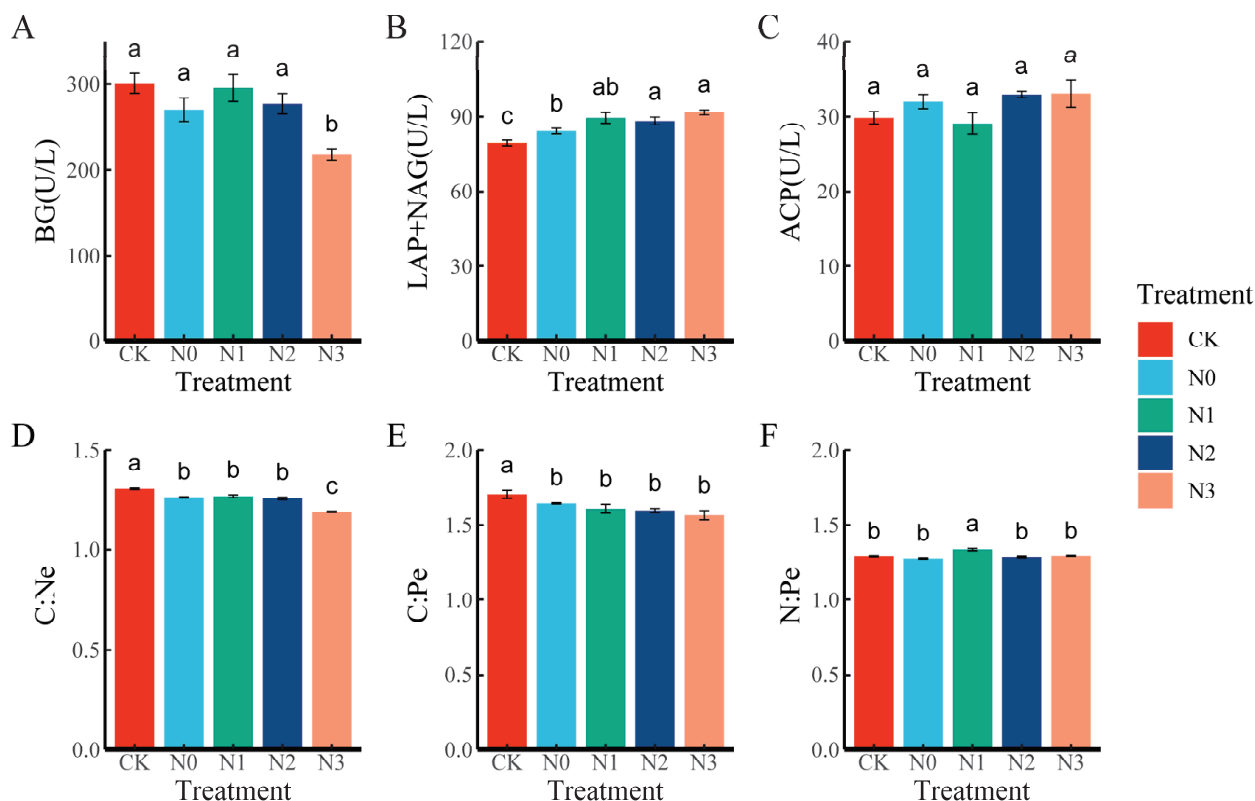 A
BG(U/L)
300
200
100
0
a
a
a
a
b
CK N0 N1 N2 N3
Treatment
B
LAP+NAG(U/L)
120
90
60
30
0
c
b
ab
a
a
CK N0 N1 N2 N3
Treatment
C
ACP(U/L)
40
30
20
10
0
a
a
a
a
a
CK N0 N1 N2 N3
Treatment
Treatment
CK
N0
N1
N2
N3
D
C:Ne
1.5
1.0
0.5
0.0
a
b
b
b
c
CK N0 N1 N2 N3
Treatment
E
C:Pe
2.0
1.5
1.0
0.5
0.0
a
b
b
b
b
CK N0 N1 N2 N3
Treatment
F
N:Pe
2.0
1.5
1.0
0.5
0.0
b
b
a
b
b
CK N0 N1 N2 N3
Treatment